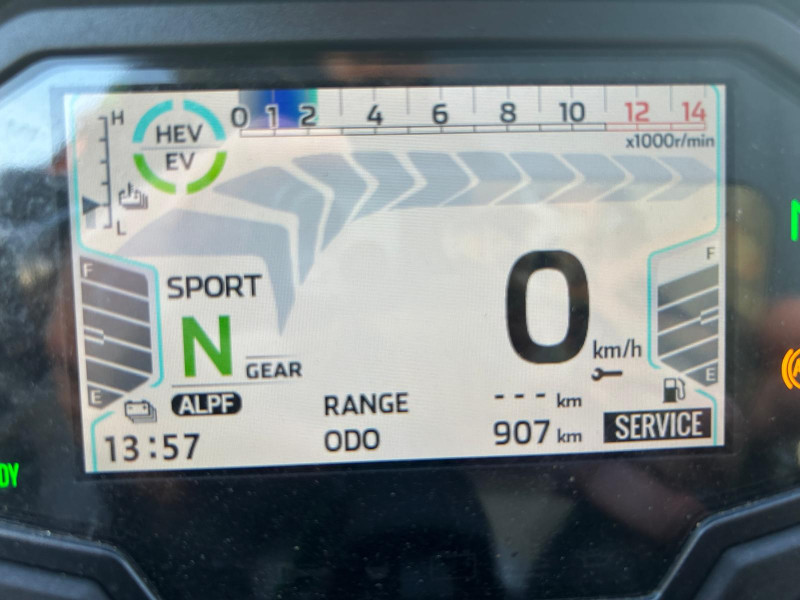 H
HEV
EV
L
0 1 2 4 6 8 10 12 14
x1000r/min
F
E
SPORT
N
GEAR
ALPF
0
km/h
F
E
RANGE --- km
ODO 907 km
SERVICE
13:57
DY
N